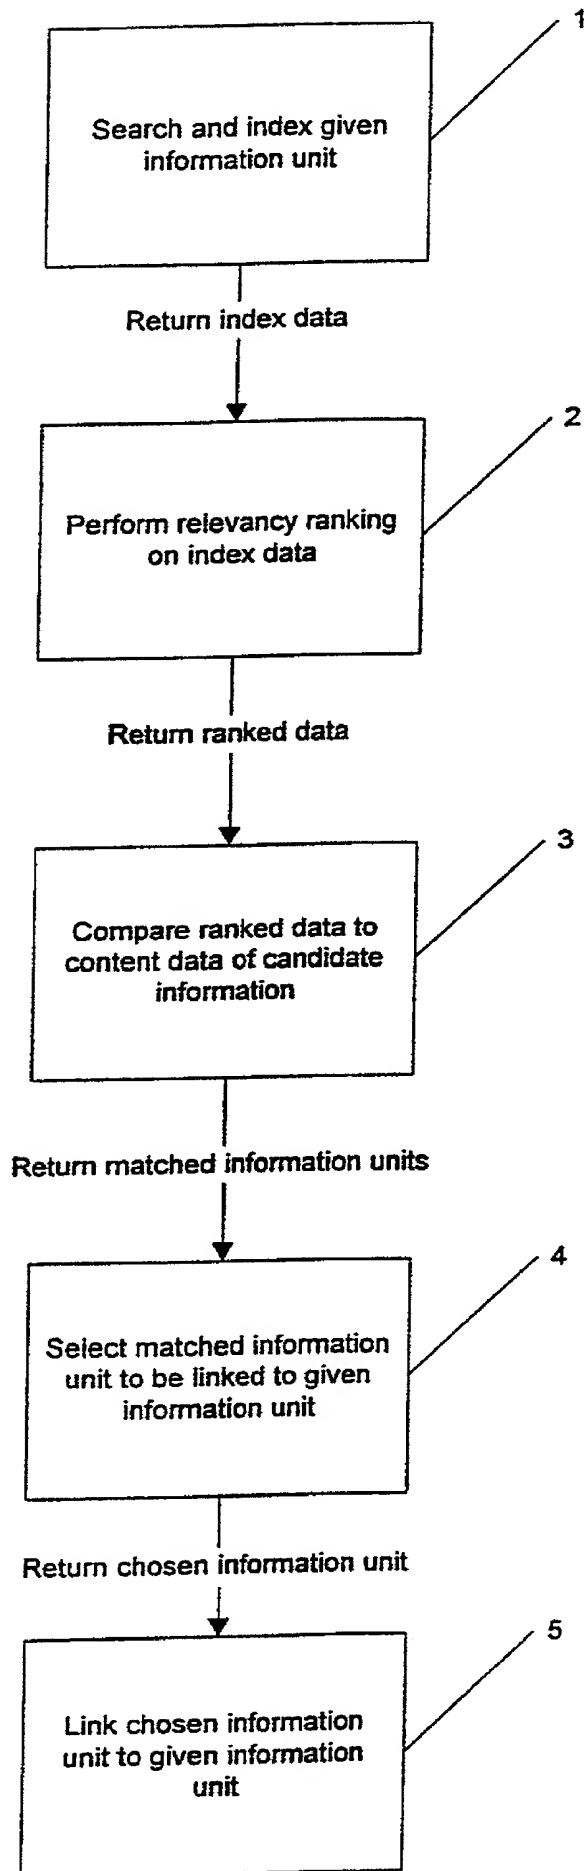 1
Search and index given
information unit
Return index data
2
Perform relevancy ranking
on index data
Return ranked data
3
Compare ranked data to
content data of candidate
information
Return matched information units
4
Select matched information
unit to be linked to given
information unit
Return chosen information unit
5
Link chosen information
unit to given information
unit